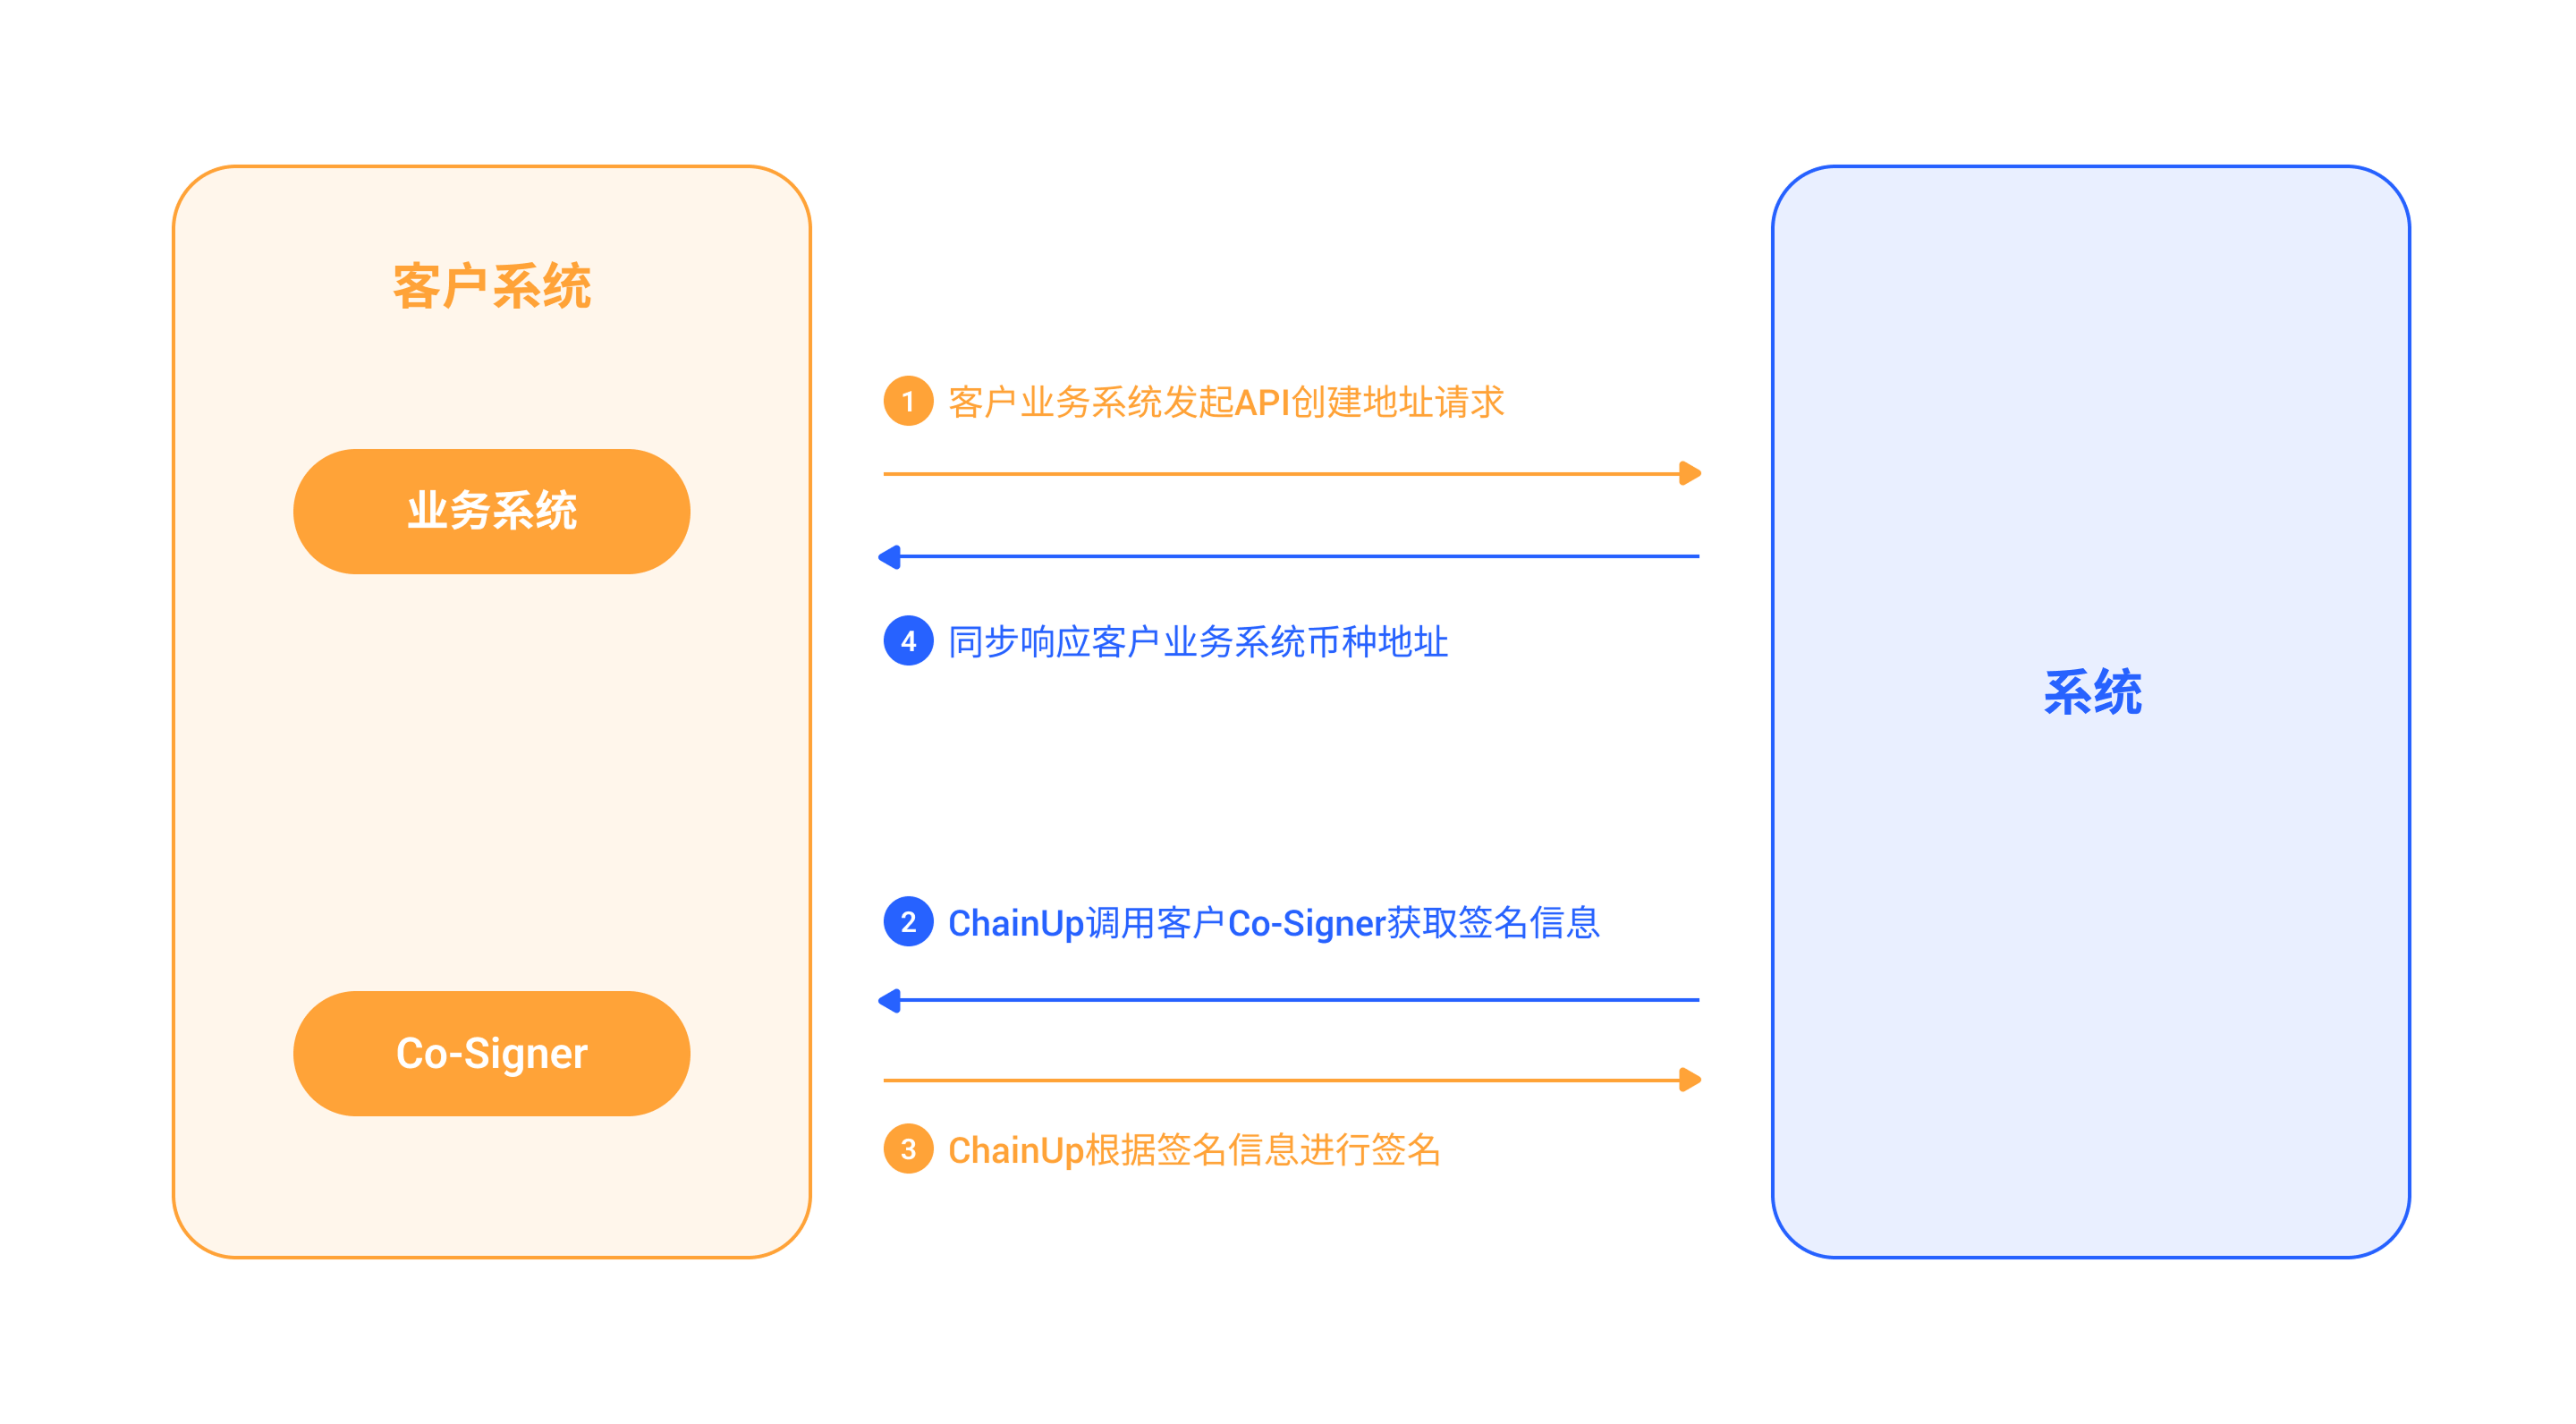 客户系统
业务系统
Co-Signer
1 客户业务系统发起API创建地址请求
4 同步响应客户业务系统币种地址
2 ChainUp调用客户Co-Signer获取签名信息
3 ChainUp根据签名信息进行签名
系统